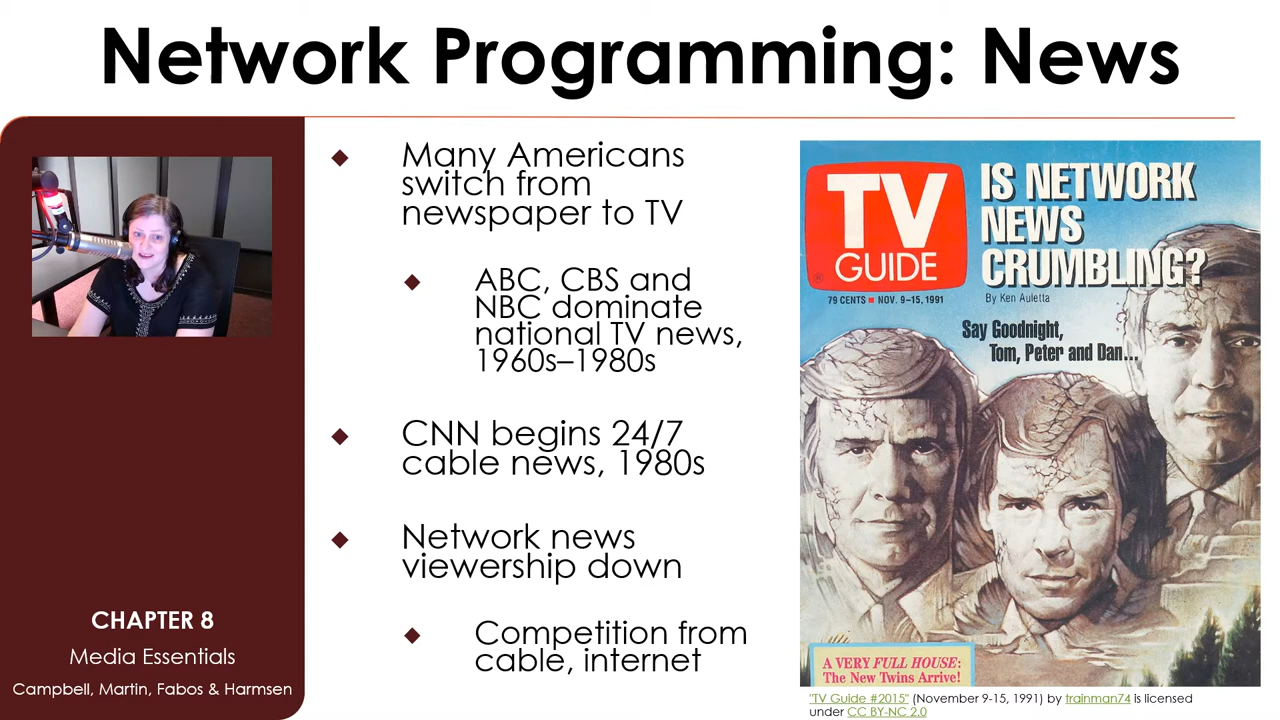 Network Programming: News
Many Americans
switch from
newspaper to TV
ABC, CBS and
NBC dominate
national TV news,
1960s–1980s
CNN begins 24/7
cable news, 1980s
Network news
viewership down
Competition from
cable, internet
CHAPTER 8
Media Essentials
Campbell, Martin, Fabos & Harmsen
TV
GUIDE
®
79 CENTS ■ NOV. 9–15, 1991
IS NETWORK
NEWS
CRUMBLING?
By Ken Auletta
Say Goodnight,
Tom, Peter and Dan...
A VERY FULL HOUSE:
The New Twins Arrive!
"TV Guide #2015" (November 9-15, 1991) by trainman74 is licensed
under CC BY-NC 2.0